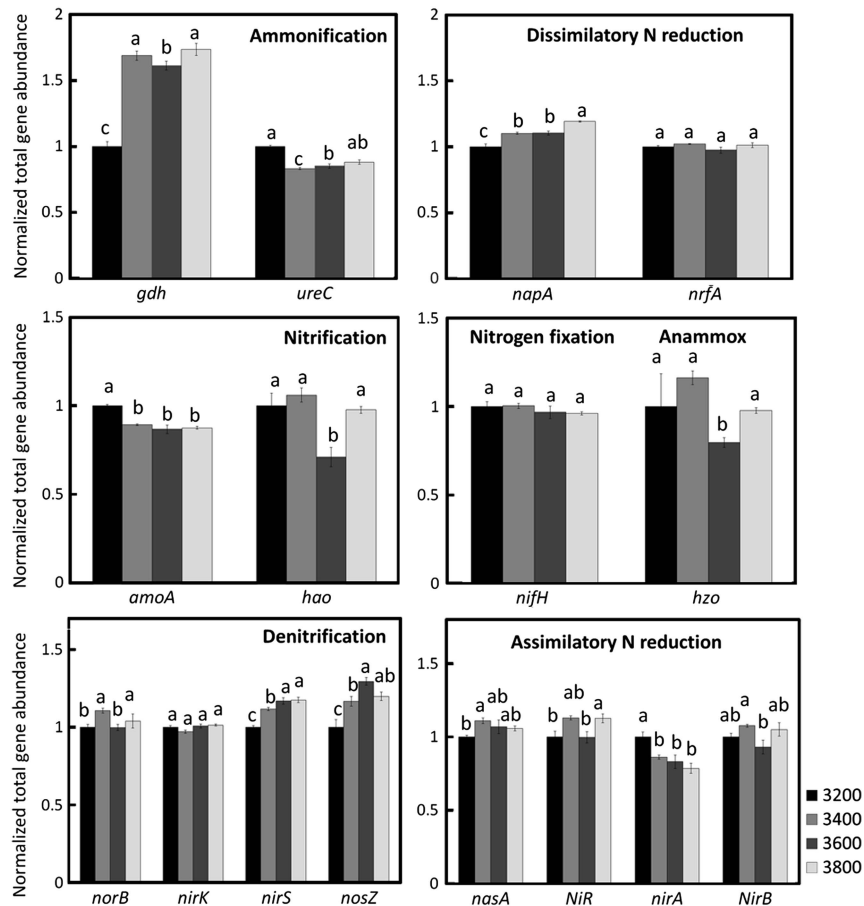 Normalized total gene abundance
Ammonification
2
1.5
1
0.5
0
c
a
b
a
a
c
b
ab
gdh
ureC
Dissimilatory N reduction
2
1.5
1
0.5
0
c
b
b
a
a
a
a
a
napA
nrfA
Normalized total gene abundance
Nitrification
1.5
1
0.5
0
a
b
b
b
a
a
b
a
amoA
hao
Nitrogen fixation
Anammox
1.5
1
0.5
0
a
a
a
a
a
a
b
a
nifH
hzo
Normalized total gene abundance
Denitrification
1.5
1
0.5
0
b
a
b
a
a
a
a
a
c
b
a
a
c
b
a
ab
norB
nirK
nirS
nosZ
Assimilatory N reduction
1.5
1
0.5
0
b
a
ab
ab
b
ab
b
a
a
b
b
b
ab
a
b
ab
nasA
NiR
nirA
NirB
3200
3400
3600
3800